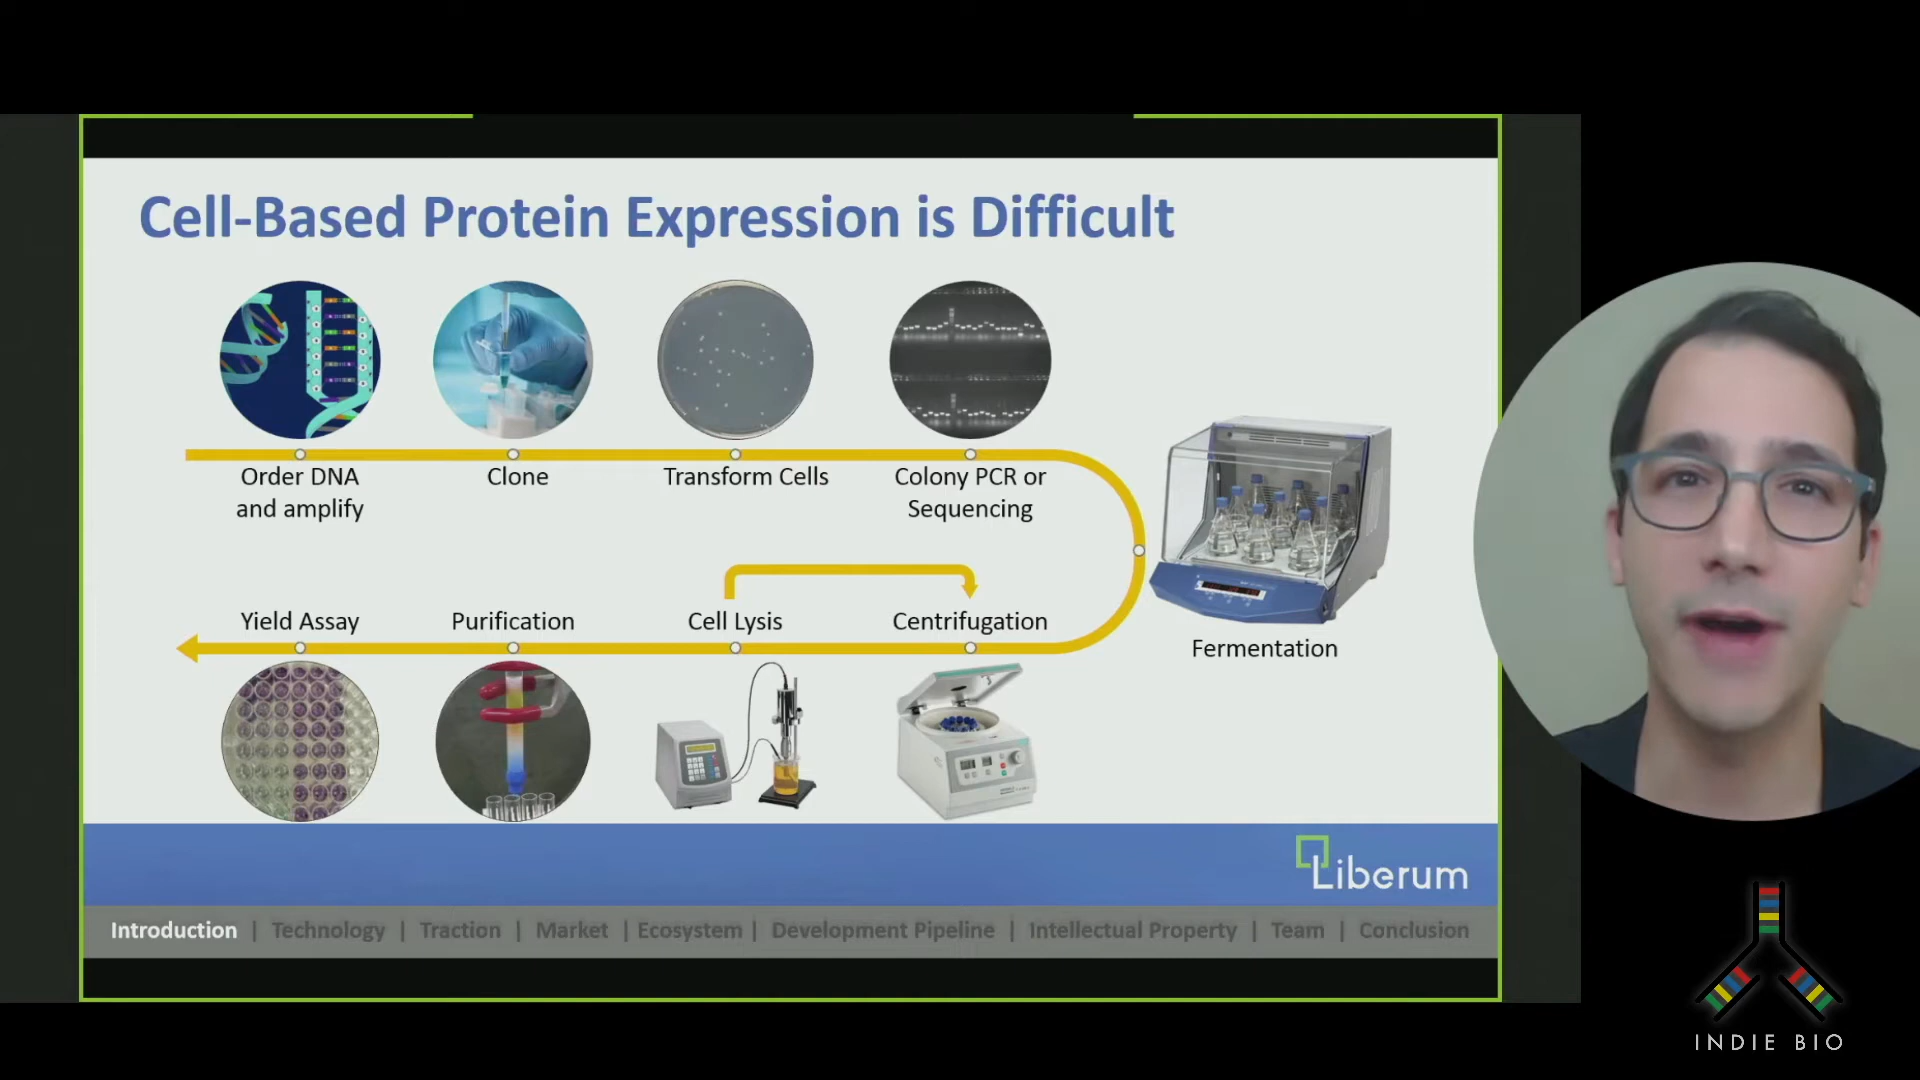 Cell-Based Protein Expression is Difficult
Order DNA
and amplify
Clone
Transform Cells
Colony PCR or
Sequencing
Fermentation
Yield Assay
Purification
Cell Lysis
Centrifugation
Liberum
Introduction | Technology | Traction | Market | Ecosystem | Development Pipeline | Intellectual Property | Team | Conclusion
INDIE BIO